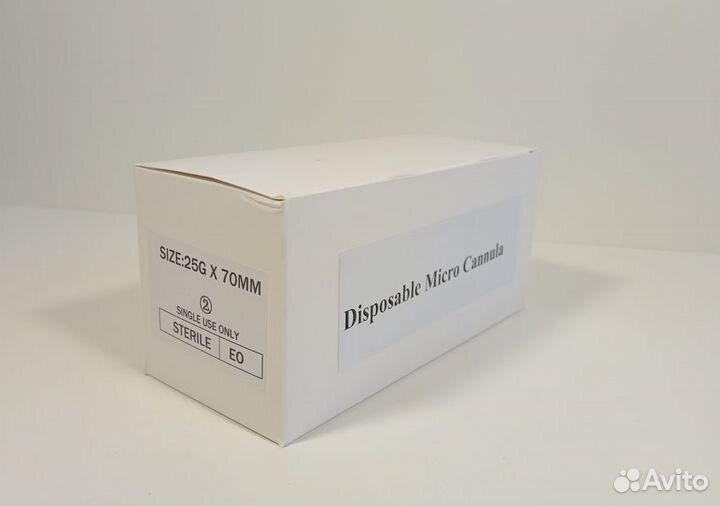 SIZE:25G X 70MM
②
SINGLE USE ONLY
STERILE EO
Disposable Micro Cannula
Avito